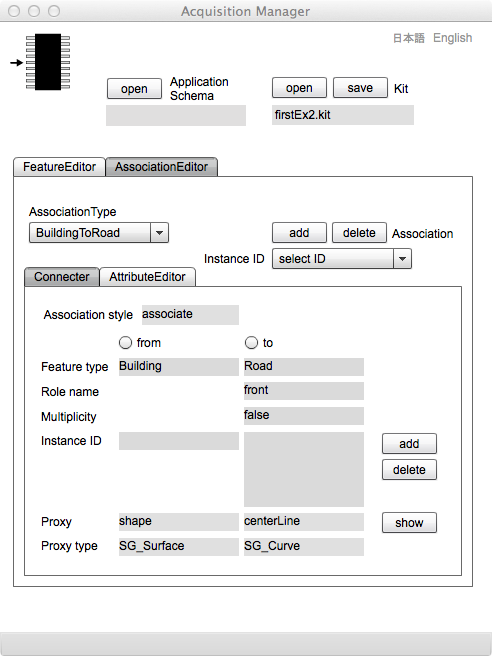 Acquisition Manager
日本語 English
open Application Schema
open save Kit
firstEx2.kit
FeatureEditor AssociationEditor
AssociationType
BuildingToRoad add delete Association
Instance ID select ID
Connecter AttributeEditor
Association style associate
from to
Feature type Building Road
Role name front
Multiplicity false
Instance ID add
delete
Proxy shape centerLine show
Proxy type SG_Surface SG_Curve